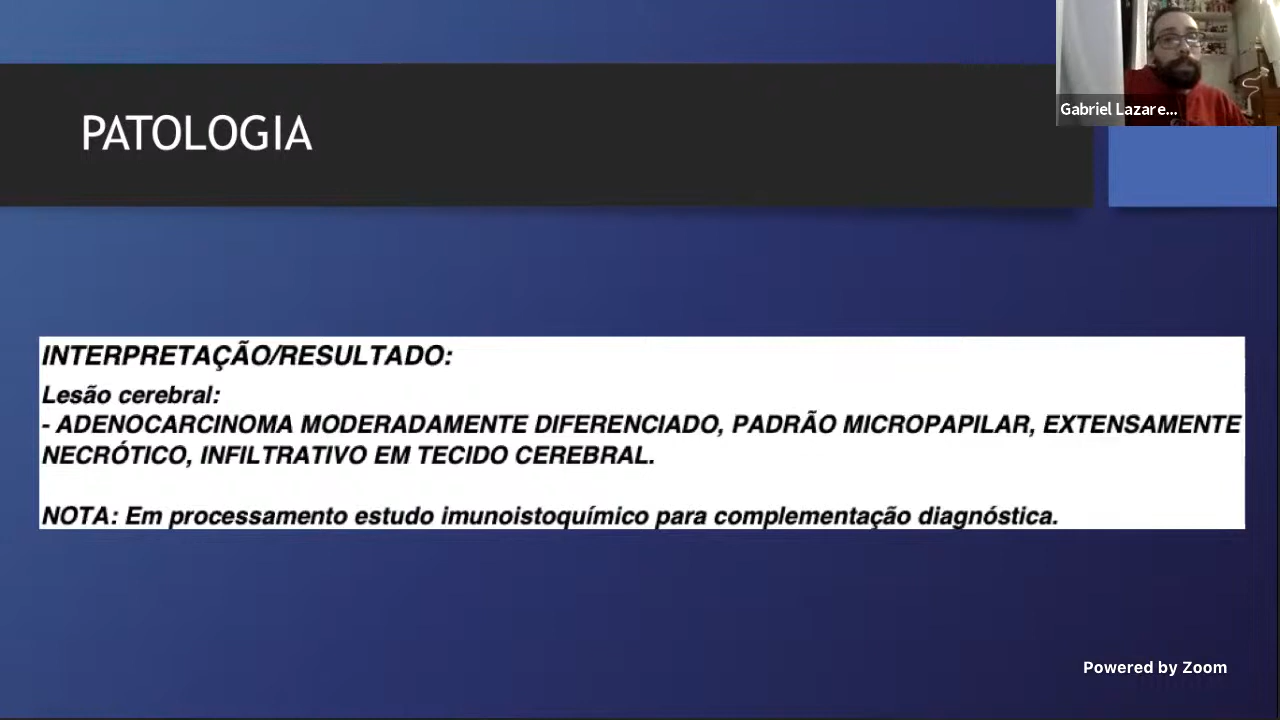 PATOLOGIA
Gabriel Lazare...
INTERPRETAÇÃO/RESULTADO:
Lesão cerebral:
- ADENOCARCINOMA MODERADAMENTE DIFERENCIADO, PADRÃO MICROPAPILAR, EXTENSAMENTE
NECRÓTICO, INFILTRATIVO EM TECIDO CEREBRAL.
NOTA: Em processamento estudo imunoistoquímico para complementação diagnóstica.
Powered by Zoom